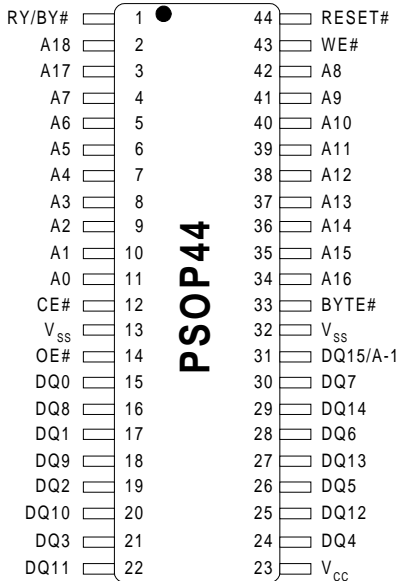 RY/BY# 1 44 RESET#
A18 2 43 WE#
A17 3 42 A8
A7 4 41 A9
A6 5 40 A10
A5 6 39 A11
A4 7 38 A12
A3 8 37 A13
A2 9 36 A14
A1 10 35 A15
A0 11 34 A16
CE# 12 33 BYTE#
VSS 13 32 VSS
OE# 14 31 DQ15/A-1
DQ0 15 30 DQ7
DQ8 16 29 DQ14
DQ1 17 28 DQ6
DQ9 18 27 DQ13
DQ2 19 26 DQ5
DQ10 20 25 DQ12
DQ3 21 24 DQ4
DQ11 22 23 VCC
PSOP44